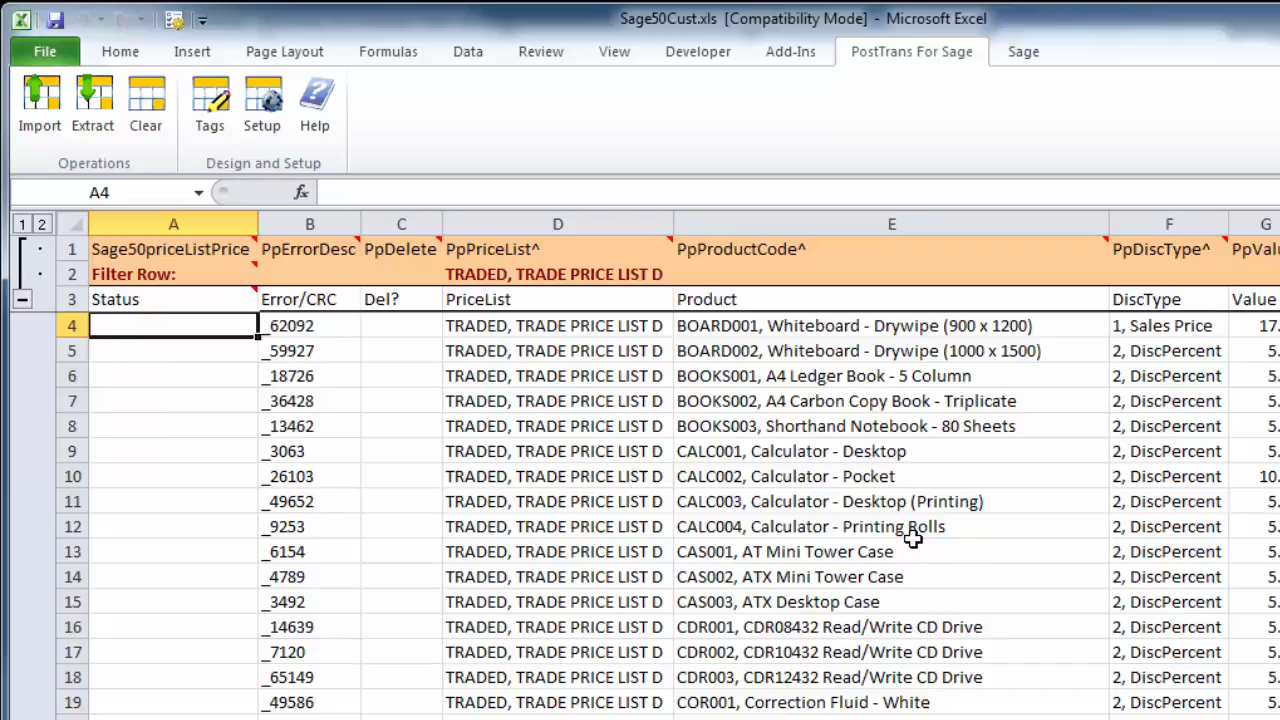 Sage50Cust.xls [Compatibility Mode] - Microsoft Excel
File Home Insert Page Layout Formulas Data Review View Developer Add-Ins PostTrans For Sage Sage
Import Extract Clear Tags Setup Help
Operations Design and Setup
A4 fx
1 2 A B C D E F G
1 Sage50priceListPrice PpErrorDesc PpDelete PpPriceList^ PpProductCode^ PpDiscType^
2 Filter Row: TRADED, TRADE PRICE LIST D
3 Status Error/CRC Del? PriceList Product DiscType Value
4 _62092 TRADED, TRADE PRICE LIST D BOARD001, Whiteboard - Drywipe (900 x 1200) 1, Sales Price 17.
5 _59927 TRADED, TRADE PRICE LIST D BOARD002, Whiteboard - Drywipe (1000 x 1500) 2, DiscPercent 5.
6 _18726 TRADED, TRADE PRICE LIST D BOOKS001, A4 Ledger Book - 5 Column 2, DiscPercent 5.
7 _36428 TRADED, TRADE PRICE LIST D BOOKS002, A4 Carbon Copy Book - Triplicate 2, DiscPercent 5.
8 _13462 TRADED, TRADE PRICE LIST D BOOKS003, Shorthand Notebook - 80 Sheets 2, DiscPercent 5.
9 _3063 TRADED, TRADE PRICE LIST D CALC001, Calculator - Desktop 2, DiscPercent 5.
10 _26103 TRADED, TRADE PRICE LIST D CALC002, Calculator - Pocket 2, DiscPercent 10.
11 _49652 TRADED, TRADE PRICE LIST D CALC003, Calculator - Desktop (Printing) 2, DiscPercent 5.
12 _9253 TRADED, TRADE PRICE LIST D CALC004, Calculator - Printing Rolls 2, DiscPercent 5.
13 _6154 TRADED, TRADE PRICE LIST D CAS001, AT Mini Tower Case 2, DiscPercent 5.
14 _4789 TRADED, TRADE PRICE LIST D CAS002, ATX Mini Tower Case 2, DiscPercent 5.
15 _3492 TRADED, TRADE PRICE LIST D CAS003, ATX Desktop Case 2, DiscPercent 5.
16 _14639 TRADED, TRADE PRICE LIST D CDR001, CDR08432 Read/Write CD Drive 2, DiscPercent 5.
17 _7120 TRADED, TRADE PRICE LIST D CDR002, CDR10432 Read/Write CD Drive 2, DiscPercent 5.
18 _65149 TRADED, TRADE PRICE LIST D CDR003, CDR12432 Read/Write CD Drive 2, DiscPercent 5.
19 _49586 TRADED, TRADE PRICE LIST D COR001, Correction Fluid - White 2, DiscPercent 5.